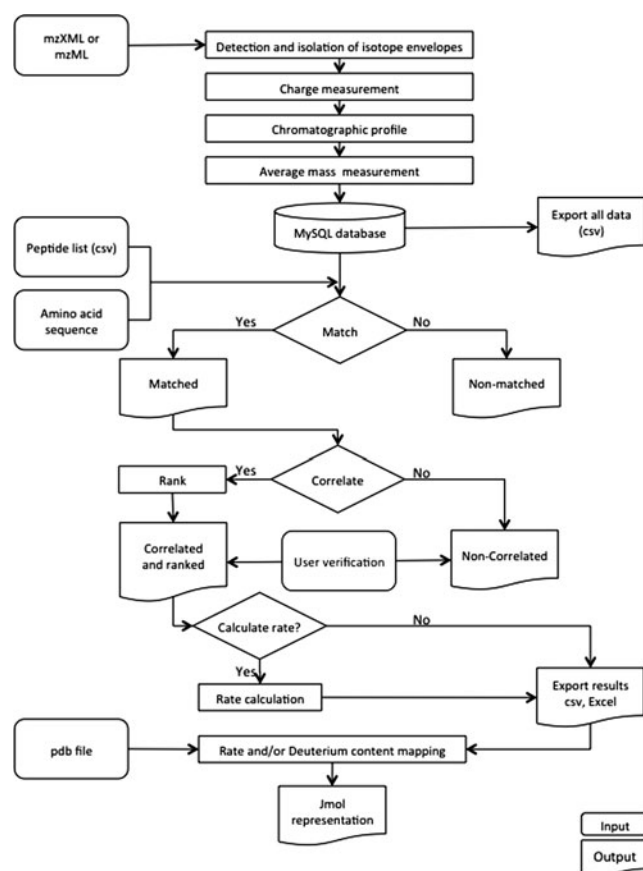 mzXML or
mzML
Detection and isolation of isotope envelopes
Charge measurement
Chromatographic profile
Average mass measurement
MySQL database
Export all data
(csv)
Peptide list (csv)
Amino acid
sequence
Yes
Match
No
Matched
Non-matched
Yes
Correlate
No
Rank
Correlated
and ranked
User verification
Non-Correlated
Calculate rate?
No
Yes
Rate calculation
Export results
csv, Excel
pdb file
Rate and/or Deuterium content mapping
Jmol
representation
Input
Output